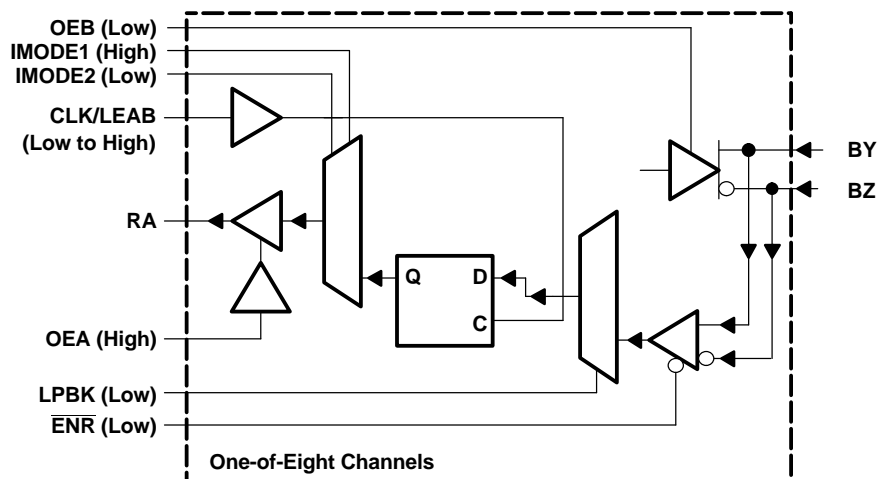 OEB (Low)
IMODE1 (High)
IMODE2 (Low)
CLK/LEAB
(Low to High)
BY
BZ
RA
Q
D
C
OEA (High)
LPBK (Low)
ENR (Low)
One-of-Eight Channels